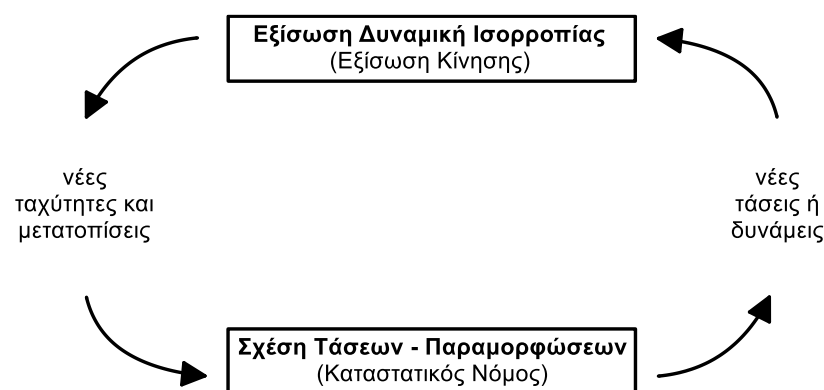 Εξίσωση Δυναμική Ισορροπίας
(Εξίσωση Κίνησης)
νέες
ταχύτητες και
μετατοπίσεις
νέες
τάσεις ή
δυνάμεις
Σχέση Τάσεων - Παραμορφώσεων
(Καταστατικός Νόμος)